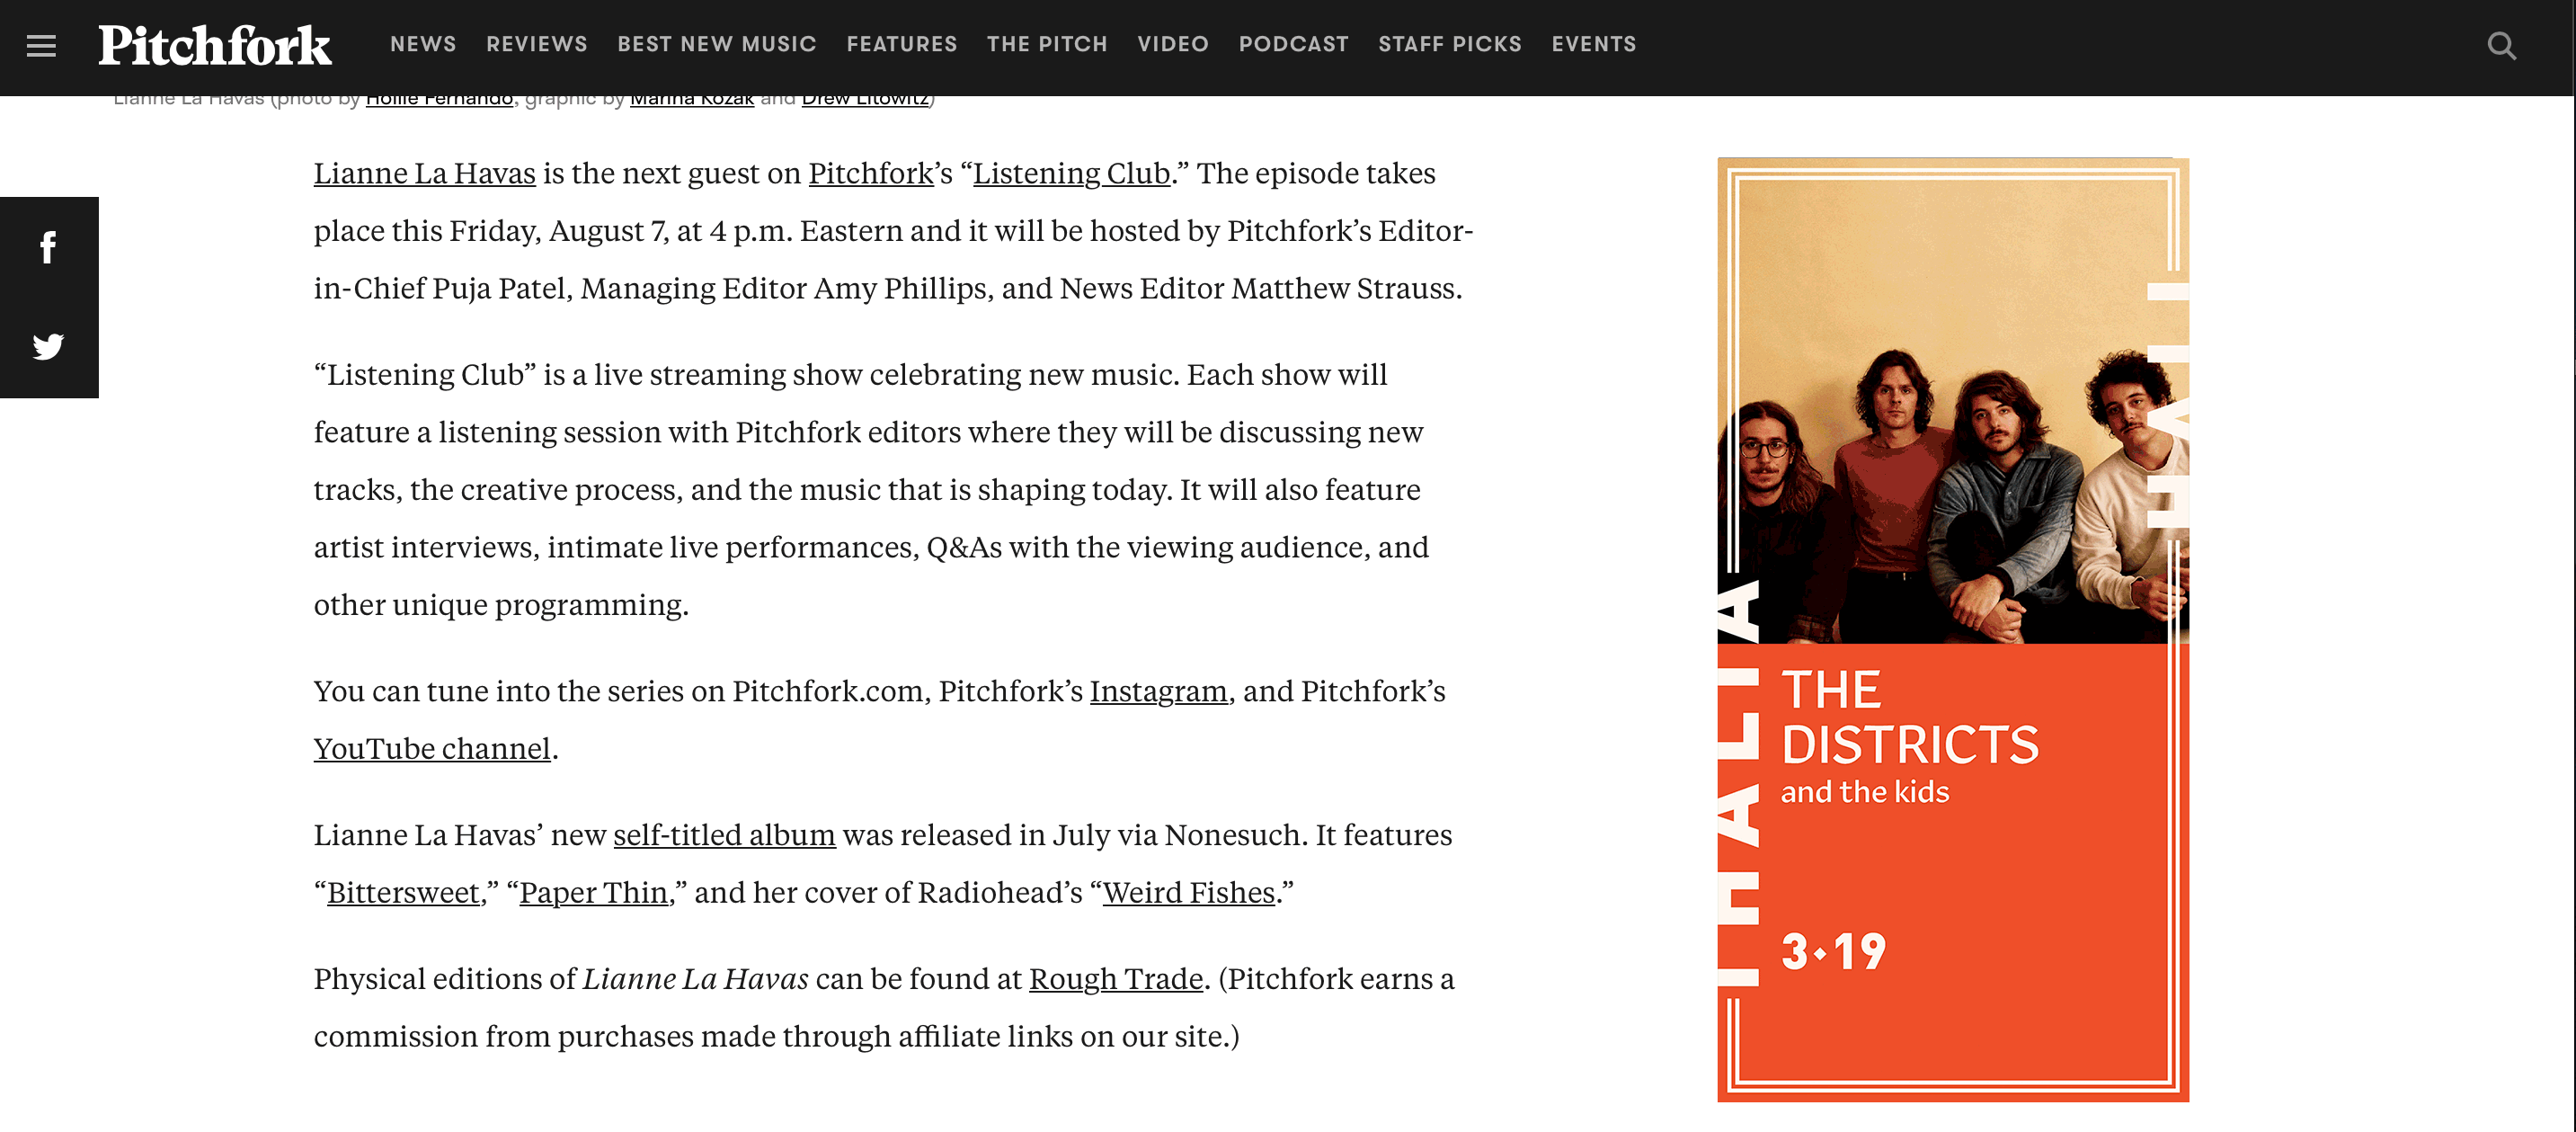 Pitchfork
NEWS REVIEWS BEST NEW MUSIC FEATURES THE PITCH VIDEO PODCAST STAFF PICKS EVENTS
Lianne La Havas (photo by Hollie Fernando, graphic by Marina Kozak and Drew Litowitz)
Lianne La Havas is the next guest on Pitchfork’s “Listening Club.” The episode takes
place this Friday, August 7, at 4 p.m. Eastern and it will be hosted by Pitchfork’s Editor-
in-Chief Puja Patel, Managing Editor Amy Phillips, and News Editor Matthew Strauss.
“Listening Club” is a live streaming show celebrating new music. Each show will
feature a listening session with Pitchfork editors where they will be discussing new
tracks, the creative process, and the music that is shaping today. It will also feature
artist interviews, intimate live performances, Q&As with the viewing audience, and
other unique programming.
You can tune into the series on Pitchfork.com, Pitchfork’s Instagram, and Pitchfork’s
YouTube channel.
Lianne La Havas’ new self-titled album was released in July via Nonesuch. It features
“Bittersweet,” “Paper Thin,” and her cover of Radiohead’s “Weird Fishes.”
Physical editions of Lianne La Havas can be found at Rough Trade. (Pitchfork earns a
commission from purchases made through affiliate links on our site.)
THALIA
HALL
THE
DISTRICTS
and the kids
3•19